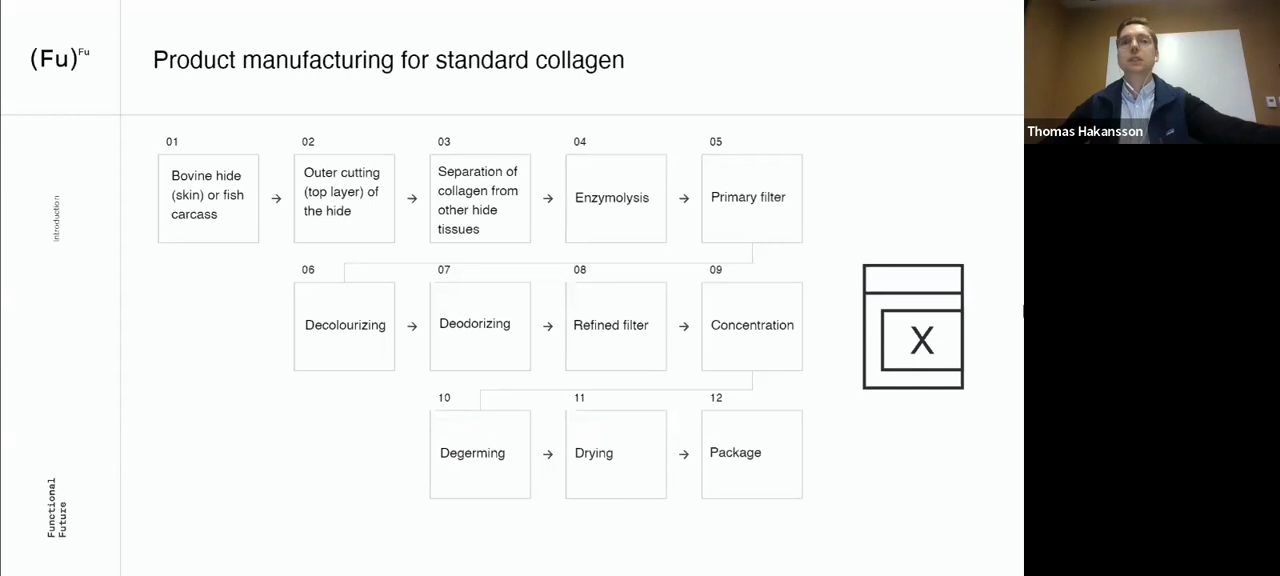 (Fu)Fu
Product manufacturing for standard collagen
Thomas Hakansson
01
02
03
04
05
Bovine hide
(skin) or fish
carcass
Outer cutting
(top layer) of
the hide
Separation of
collagen from
other hide
tissues
Enzymolysis
Primary filter
06
07
08
09
Decolourizing
Deodorizing
Refined filter
Concentration
X
10
11
12
Degerming
Drying
Package
Introduction
Functional
Future